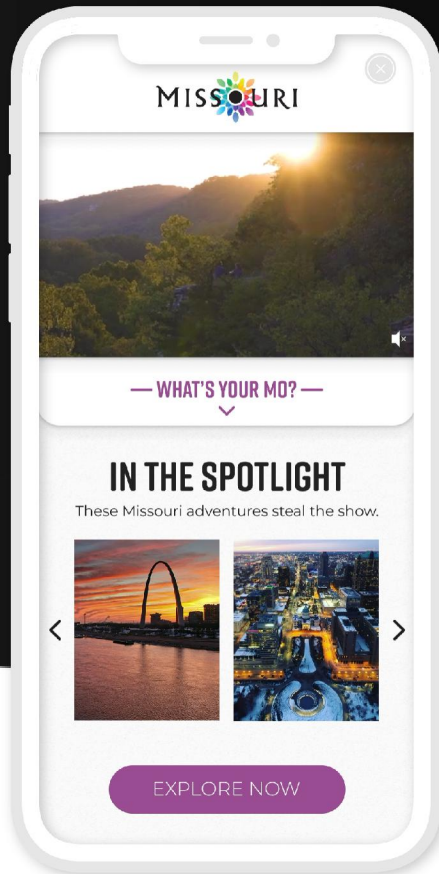 MISSOURI
— WHAT'S YOUR MO? —
IN THE SPOTLIGHT
These Missouri adventures steal the show.
EXPLORE NOW